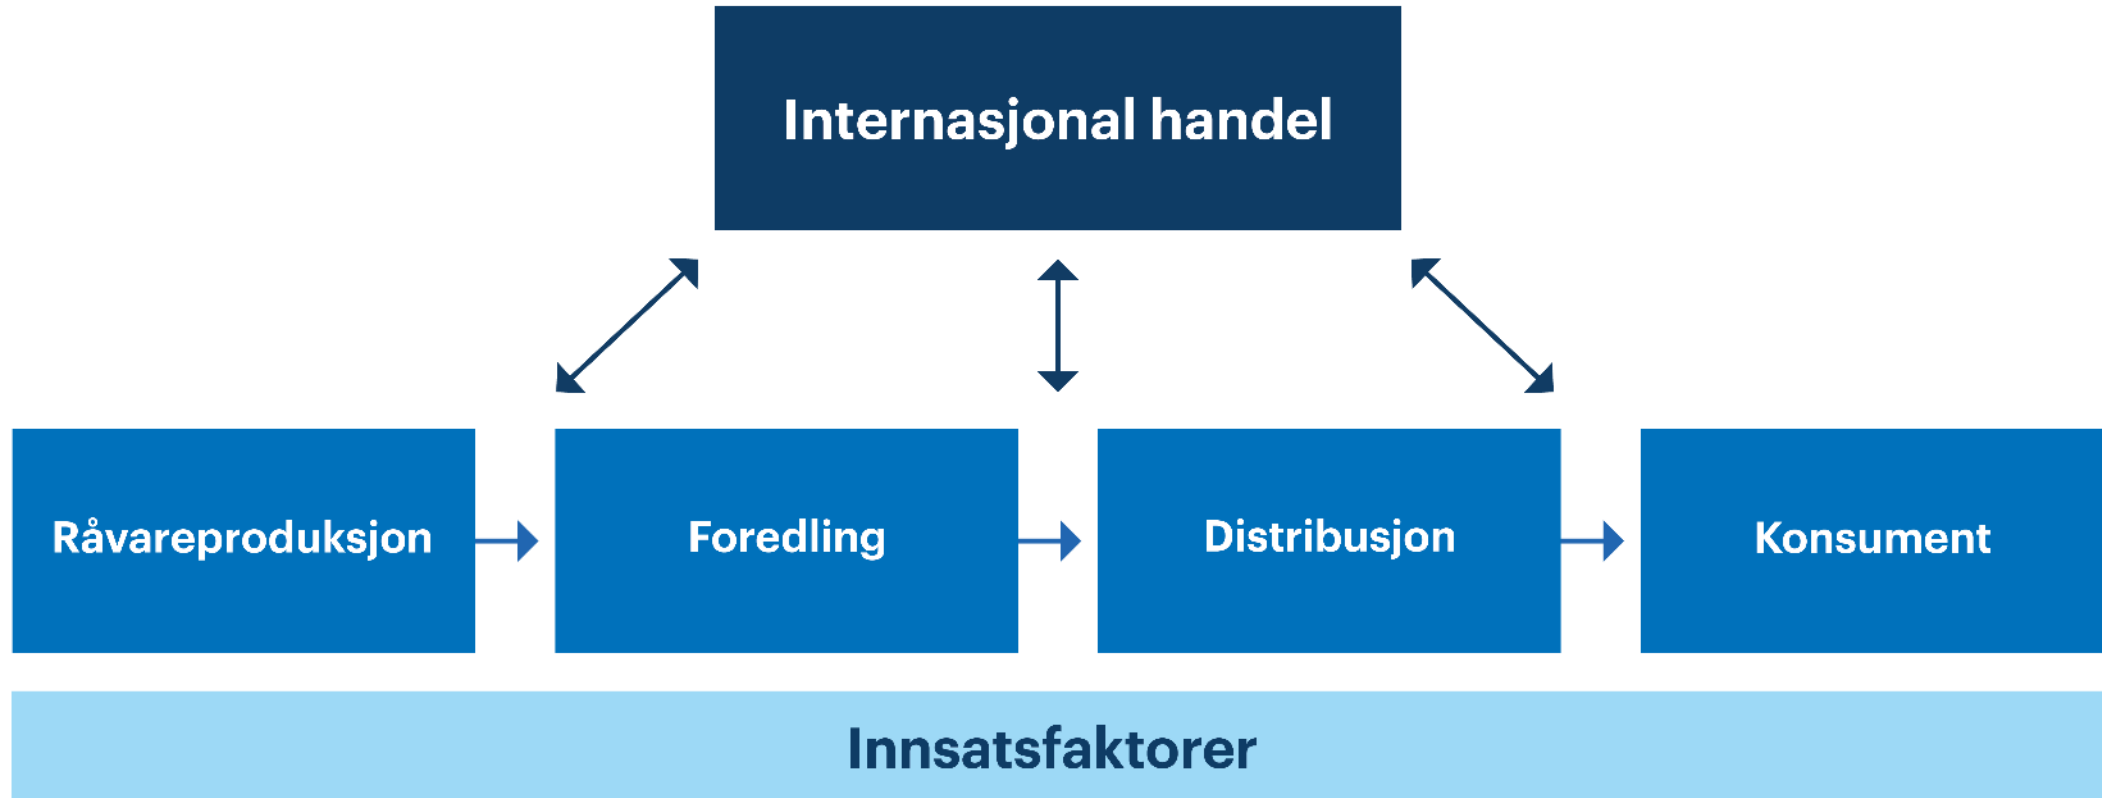 Internasjonal handel
Råvareproduksjon
Foredling
Distribusjon
Konsument
Innsatsfaktorer